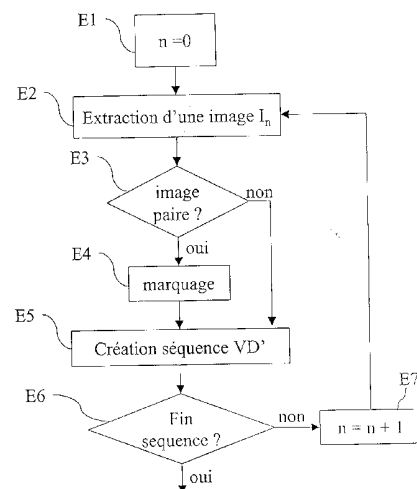 E1
n =0
E2
Extraction d'une image In
E3
image
paire ?
non
oui
E4
marquage
E5
Création séquence VD'
E6
Fin
sequence ?
non
E7
n = n + 1
oui